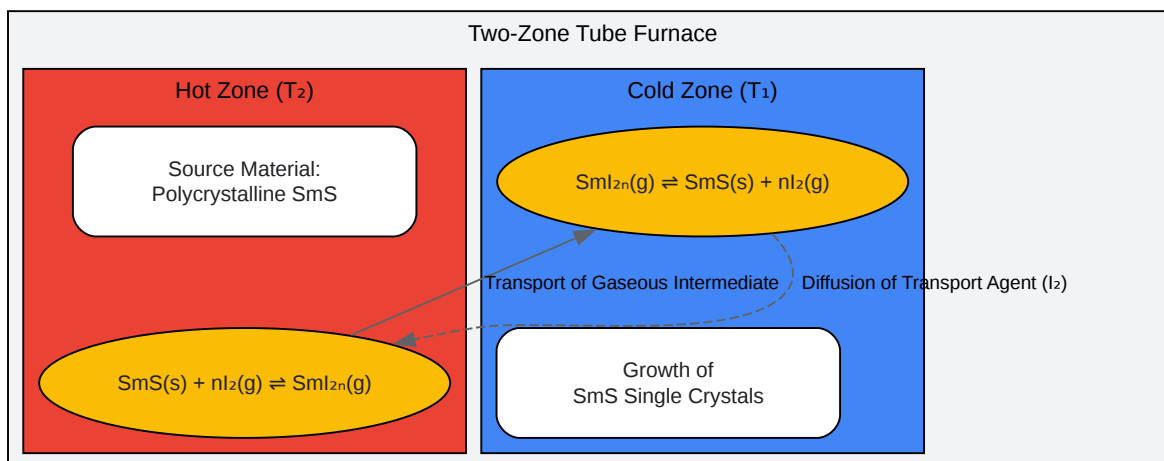 Two-Zone Tube Furnace
Hot Zone (T₂)
Source Material:
Polycrystalline SmS
SmS(s) + nI₂(g) ⇌ SmI₂ₙ(g)
Cold Zone (T₁)
SmI₂ₙ(g) ⇌ SmS(s) + nI₂(g)
Transport of Gaseous Intermediate
Diffusion of Transport Agent (I₂)
Growth of
SmS Single Crystals